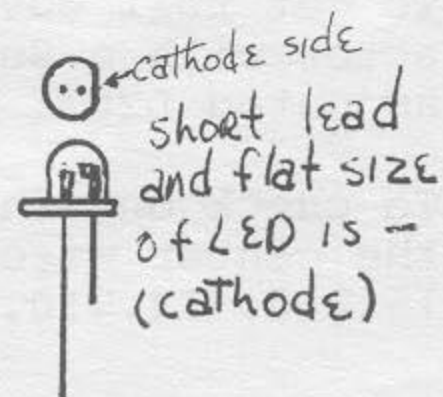 cathode side
short lead
and flat size
of LED is -
(cathode)